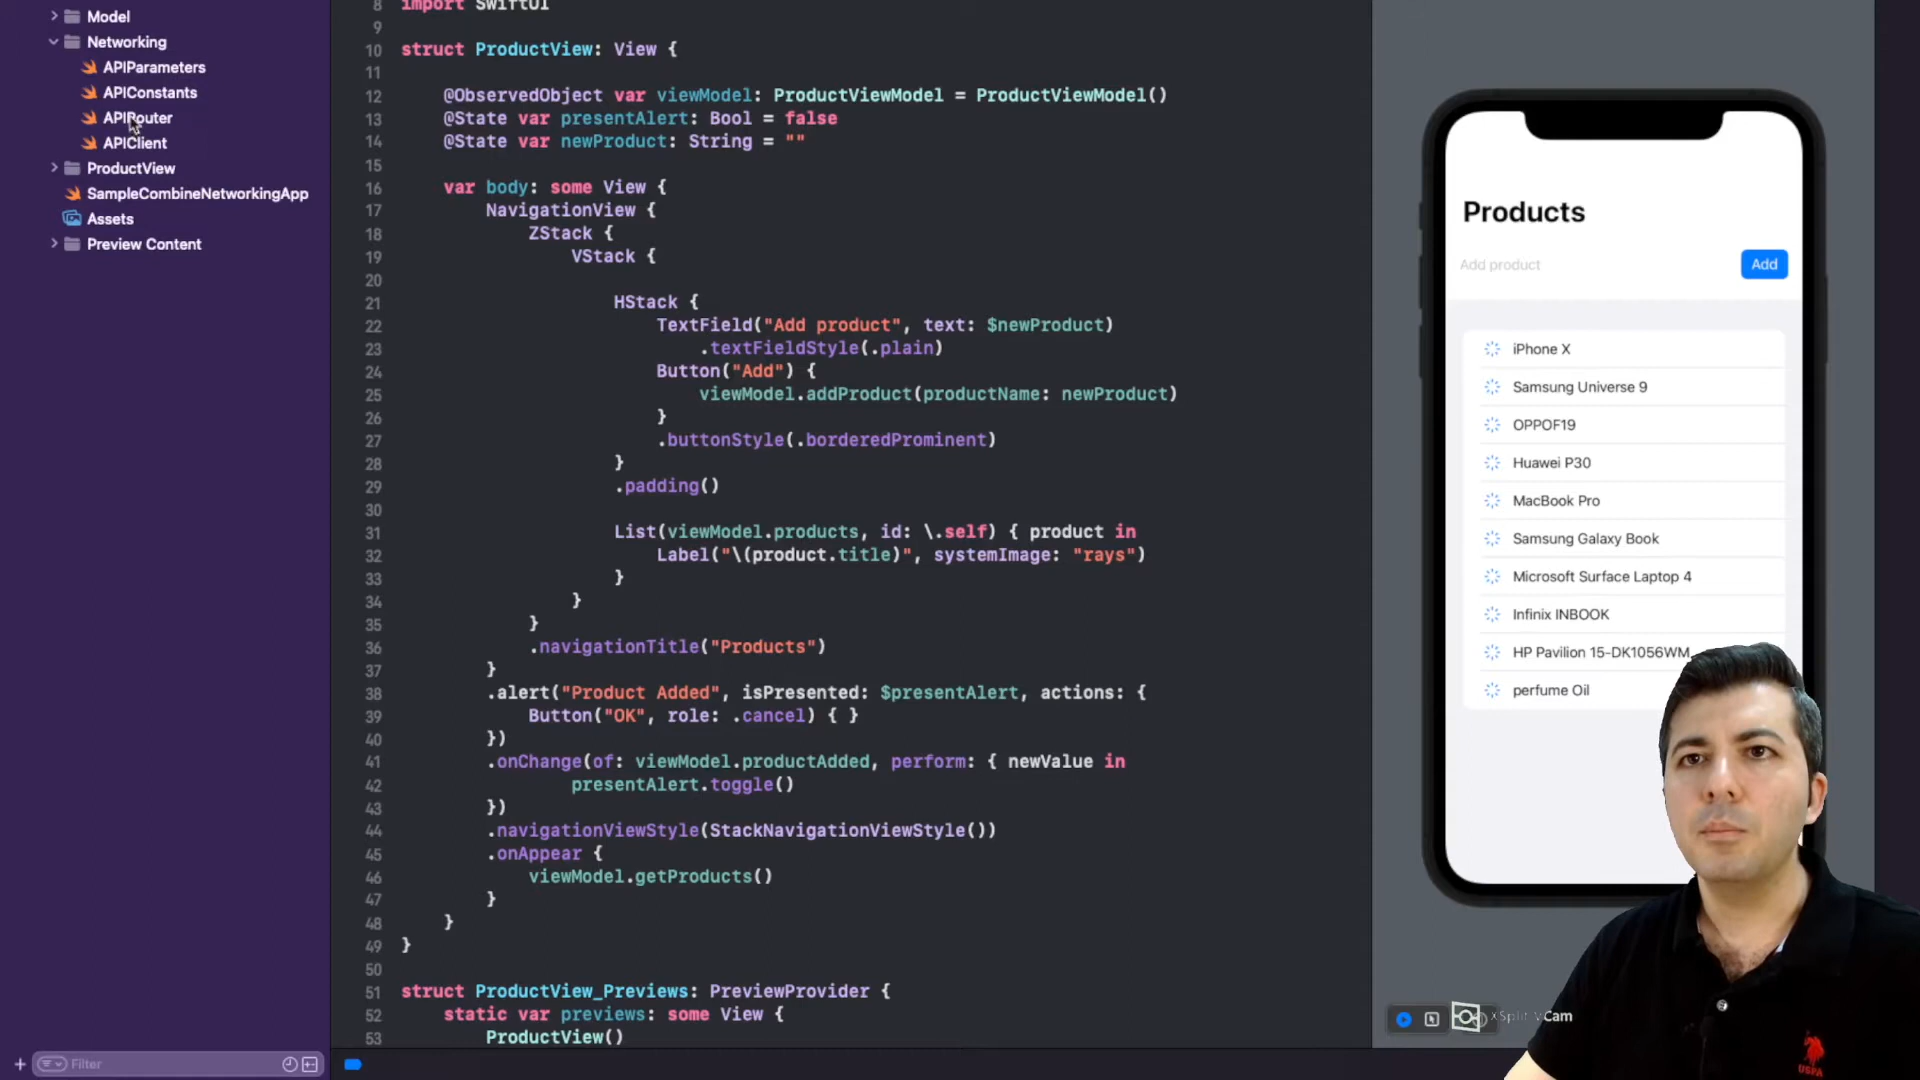 Model
Networking
APIParameters
APIConstants
APIRouter
APIClient
ProductView
SampleCombineNetworkingApp
Assets
Preview Content
Filter
8 import SwiftUI
9
10 struct ProductView: View {
11
12 @ObservedObject var viewModel: ProductViewModel = ProductViewModel()
13 @State var presentAlert: Bool = false
14 @State var newProduct: String = ""
15
16 var body: some View {
17 NavigationView {
18 ZStack {
19 VStack {
20
21 HStack {
22 TextField("Add product", text: $newProduct)
23 .textFieldStyle(.plain)
24 Button("Add") {
25 viewModel.addProduct(productName: newProduct)
26 }
27 .buttonStyle(.borderedProminent)
28 }
29 .padding()
30
31 List(viewModel.products, id: \.self) { product in
32 Label("\(product.title)", systemImage: "rays")
33 }
34 }
35 }
36 .navigationTitle("Products")
37 }
38 .alert("Product Added", isPresented: $presentAlert, actions: {
39 Button("OK", role: .cancel) { }
40 })
41 .onChange(of: viewModel.productAdded, perform: { newValue in
42 presentAlert.toggle()
43 })
44 .navigationViewStyle(StackNavigationViewStyle())
45 .onAppear {
46 viewModel.getProducts()
47 }
48 }
49 }
50
51 struct ProductView_Previews: PreviewProvider {
52 static var previews: some View {
53 ProductView()
Products
Add product Add
iPhone X
Samsung Universe 9
OPPOF19
Huawei P30
MacBook Pro
Samsung Galaxy Book
Microsoft Surface Laptop 4
Infinix INBOOK
HP Pavilion 15-DK1056WM
perfume Oil
XSplit VCam
USPA